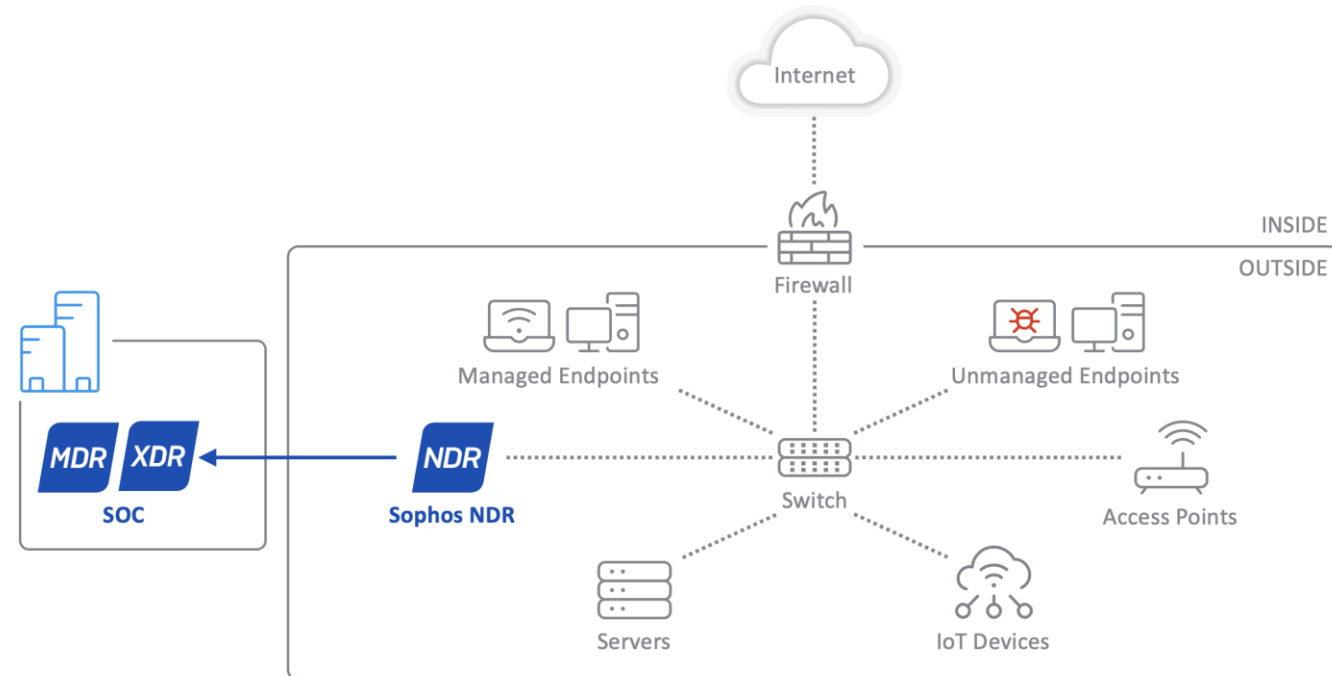 Internet
INSIDE
OUTSIDE
Firewall
Managed Endpoints
Unmanaged Endpoints
MDR
XDR
SOC
NDR
Sophos NDR
Switch
Access Points
Servers
IoT Devices